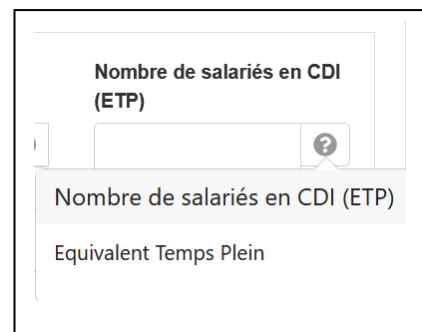 Nombre de salariés en CDI
(ETP)
?
Nombre de salariés en CDI (ETP)
Equivalent Temps Plein